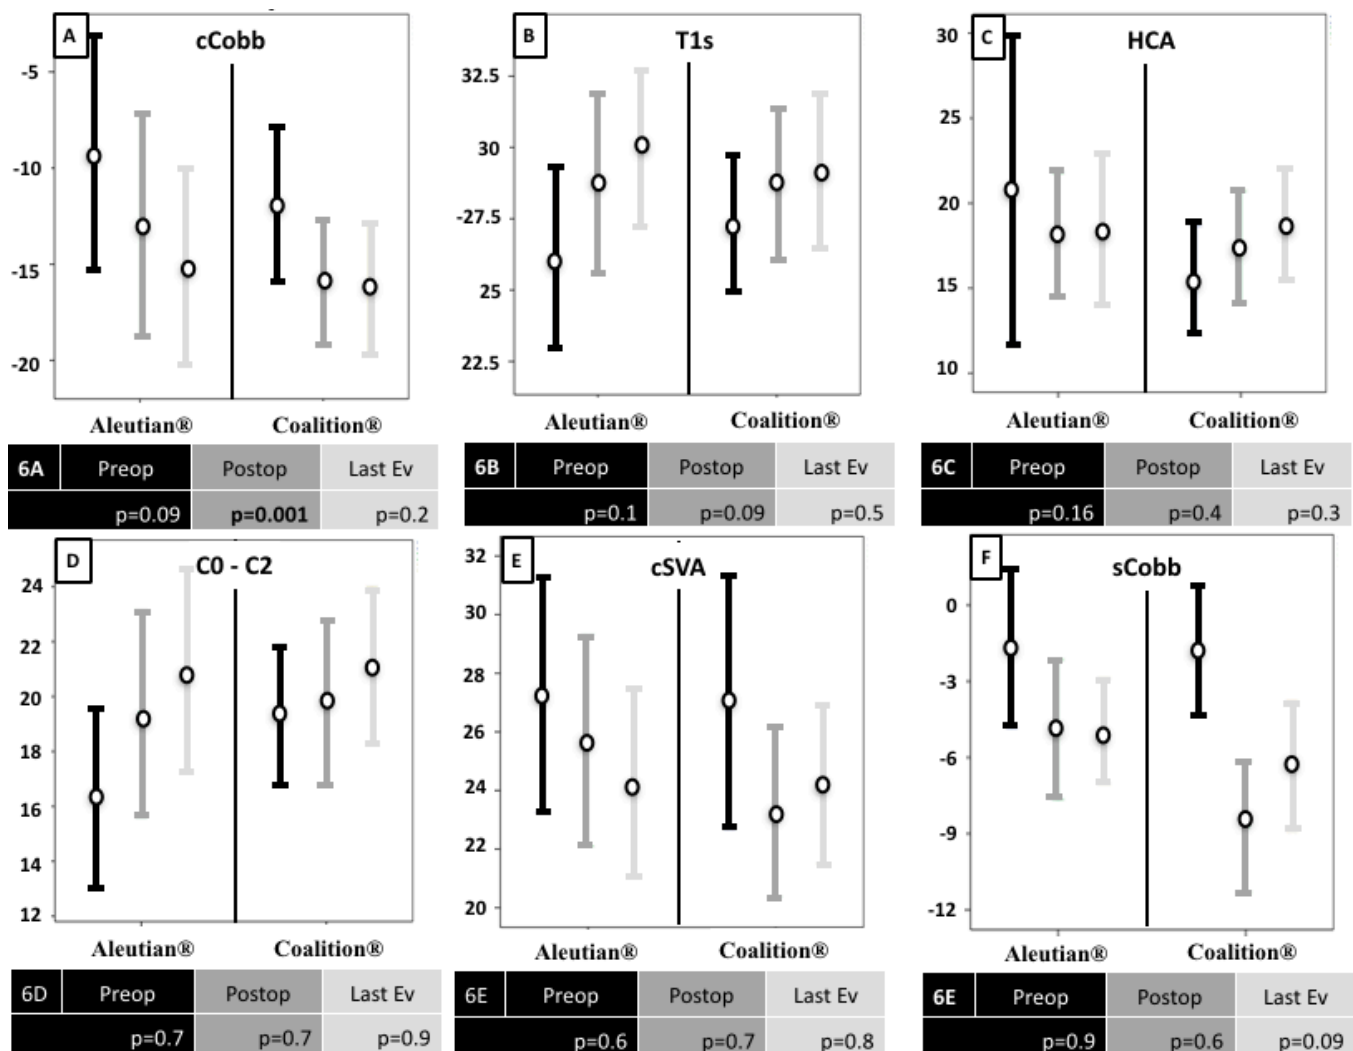 A
cCobb
-5
-10
-15
-20
Aleutian® Coalition®
6A Preop Postop Last Ev
p=0.09 p=0.001 p=0.2
B
T1s
32.5
30
-27.5
25
22.5
Aleutian® Coalition®
6B Preop Postop Last Ev
p=0.1 p=0.09 p=0.5
C
HCA
30
25
20
15
10
Aleutian® Coalition®
6C Preop Postop Last Ev
p=0.16 p=0.4 p=0.3
D
C0 - C2
24
22
20
18
16
14
12
Aleutian® Coalition®
6D Preop Postop Last Ev
p=0.7 p=0.7 p=0.9
E
cSVA
32
30
28
26
24
22
20
Aleutian® Coalition®
6E Preop Postop Last Ev
p=0.6 p=0.7 p=0.8
F
sCobb
0
-3
-6
-9
-12
Aleutian® Coalition®
6E Preop Postop Last Ev
p=0.9 p=0.6 p=0.09